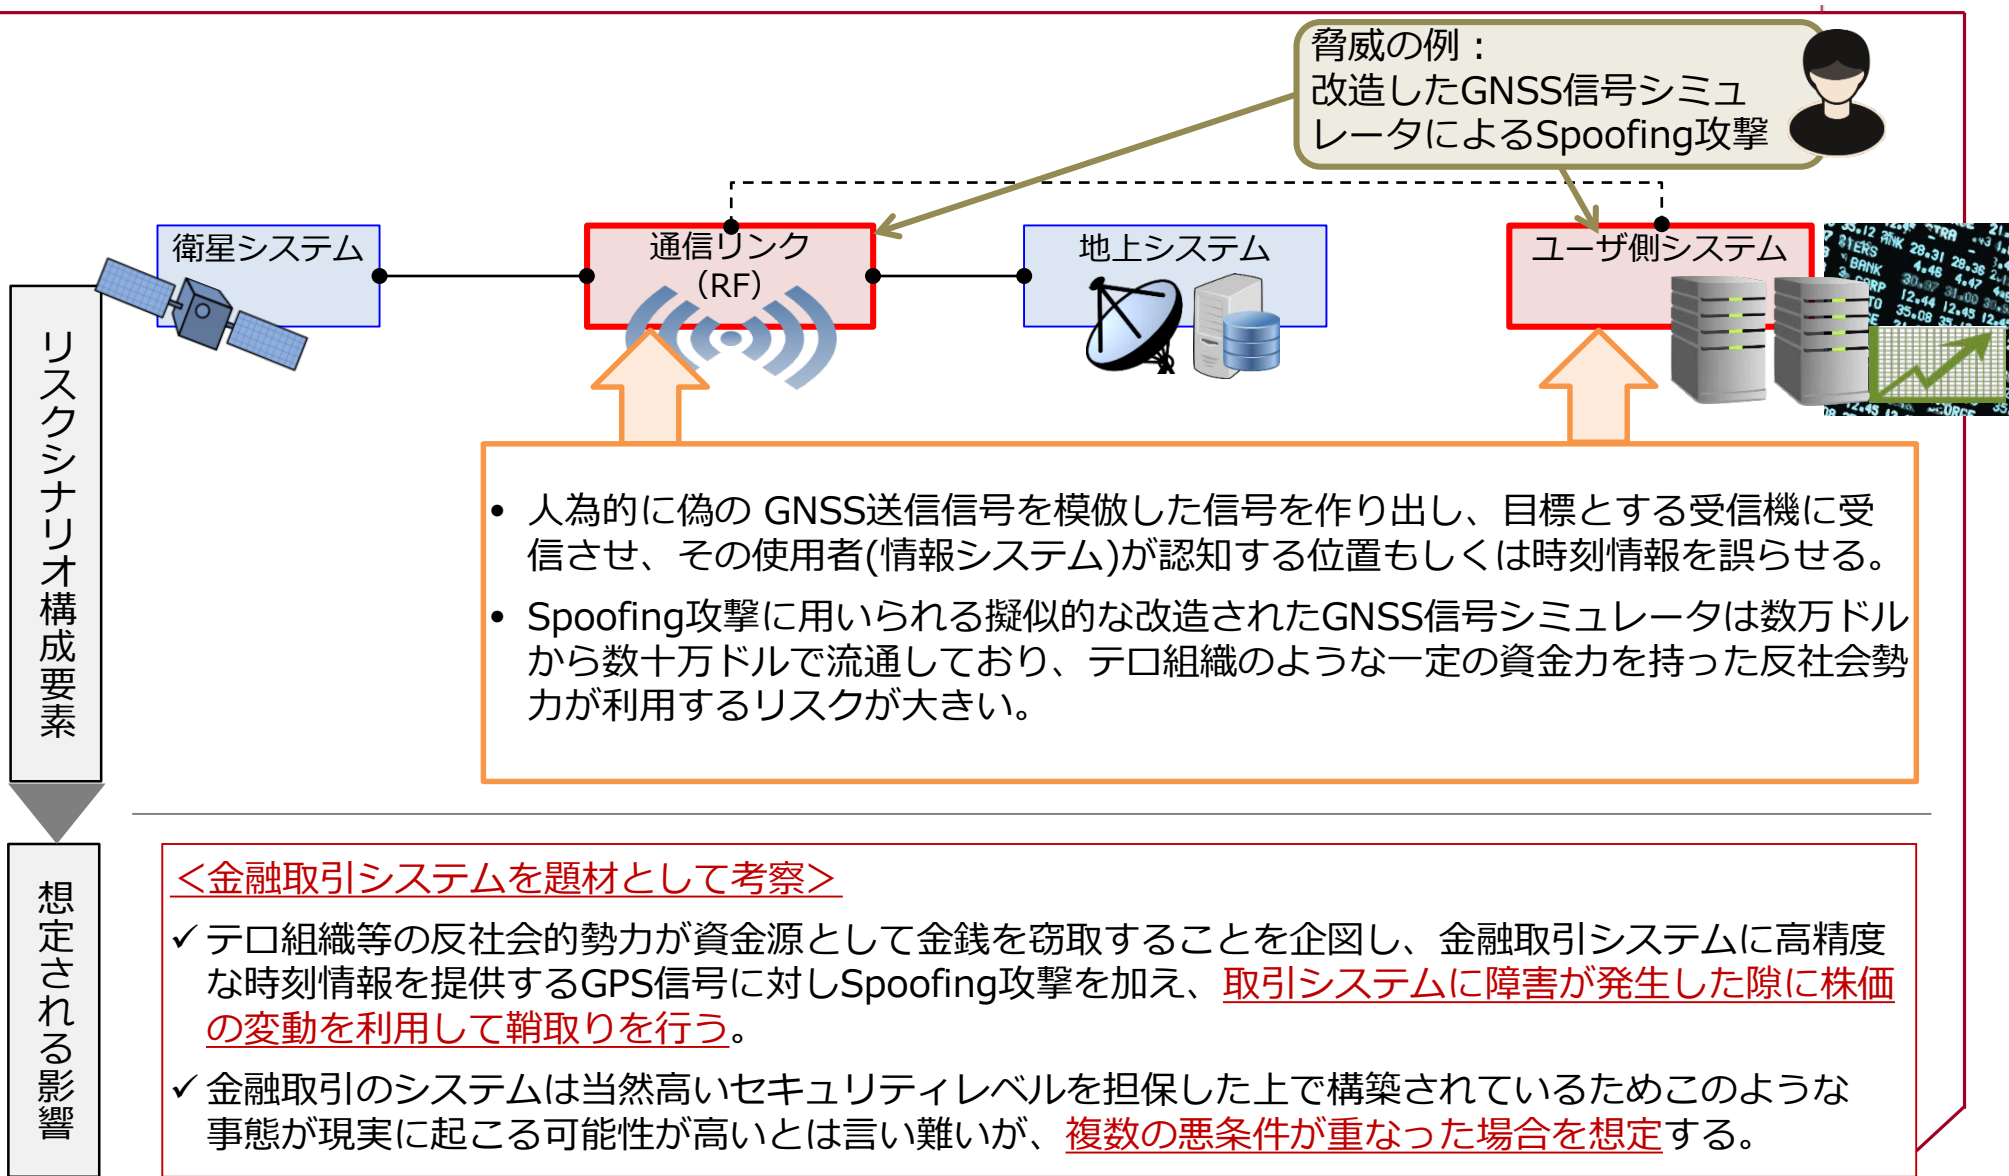 脅威の例：
改造したGNSS信号シミュ
レータによるSpoofing攻撃
衛星システム
通信リンク
（RF）
地上システム
ユーザ側システム
リスクシナリオ構成要素
• 人為的に偽の GNSS送信信号を模倣した信号を作り出し、目標とする受信機に受
信させ、その使用者(情報システム)が認知する位置もしくは時刻情報を誤らせる。
• Spoofing攻撃に用いられる擬似的な改造されたGNSS信号シミュレータは数万ドル
から数十万ドルで流通しており、テロ組織のような一定の資金力を持った反社会勢
力が利用するリスクが大きい。
想定される影響
＜金融取引システムを題材として考察＞
✓ テロ組織等の反社会的勢力が資金源として金銭を窃取することを企図し、金融取引システムに高精度
な時刻情報を提供するGPS信号に対しSpoofing攻撃を加え、取引システムに障害が発生した隙に株価
の変動を利用して鞘取りを行う。
✓ 金融取引のシステムは当然高いセキュリティレベルを担保した上で構築されているためこのような
事態が現実に起こる可能性が高いとは言い難いが、複数の悪条件が重なった場合を想定する。